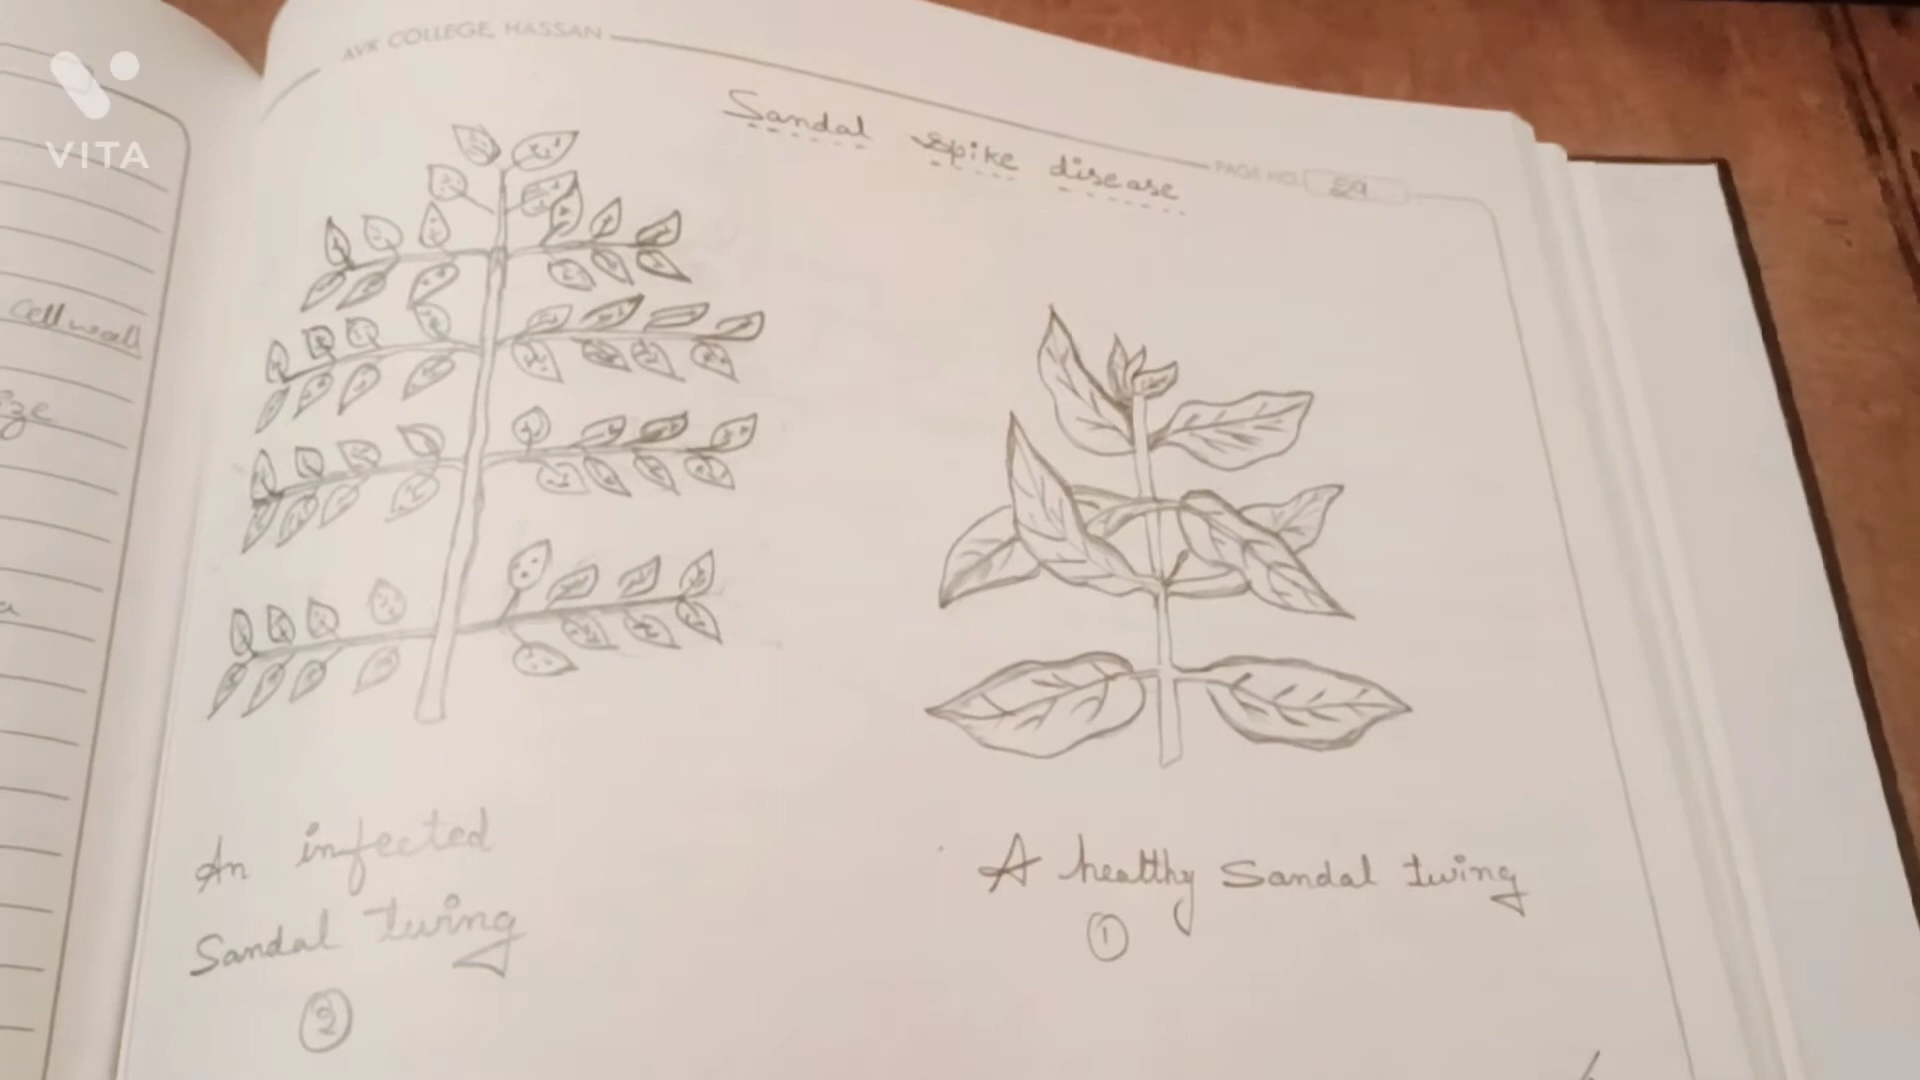 VITA
AVK COLLEGE, HASSAN
PAGE NO.
Sandal spike disease
cell wall
An infected
Sandal twing
2
A healthy Sandal twing
1